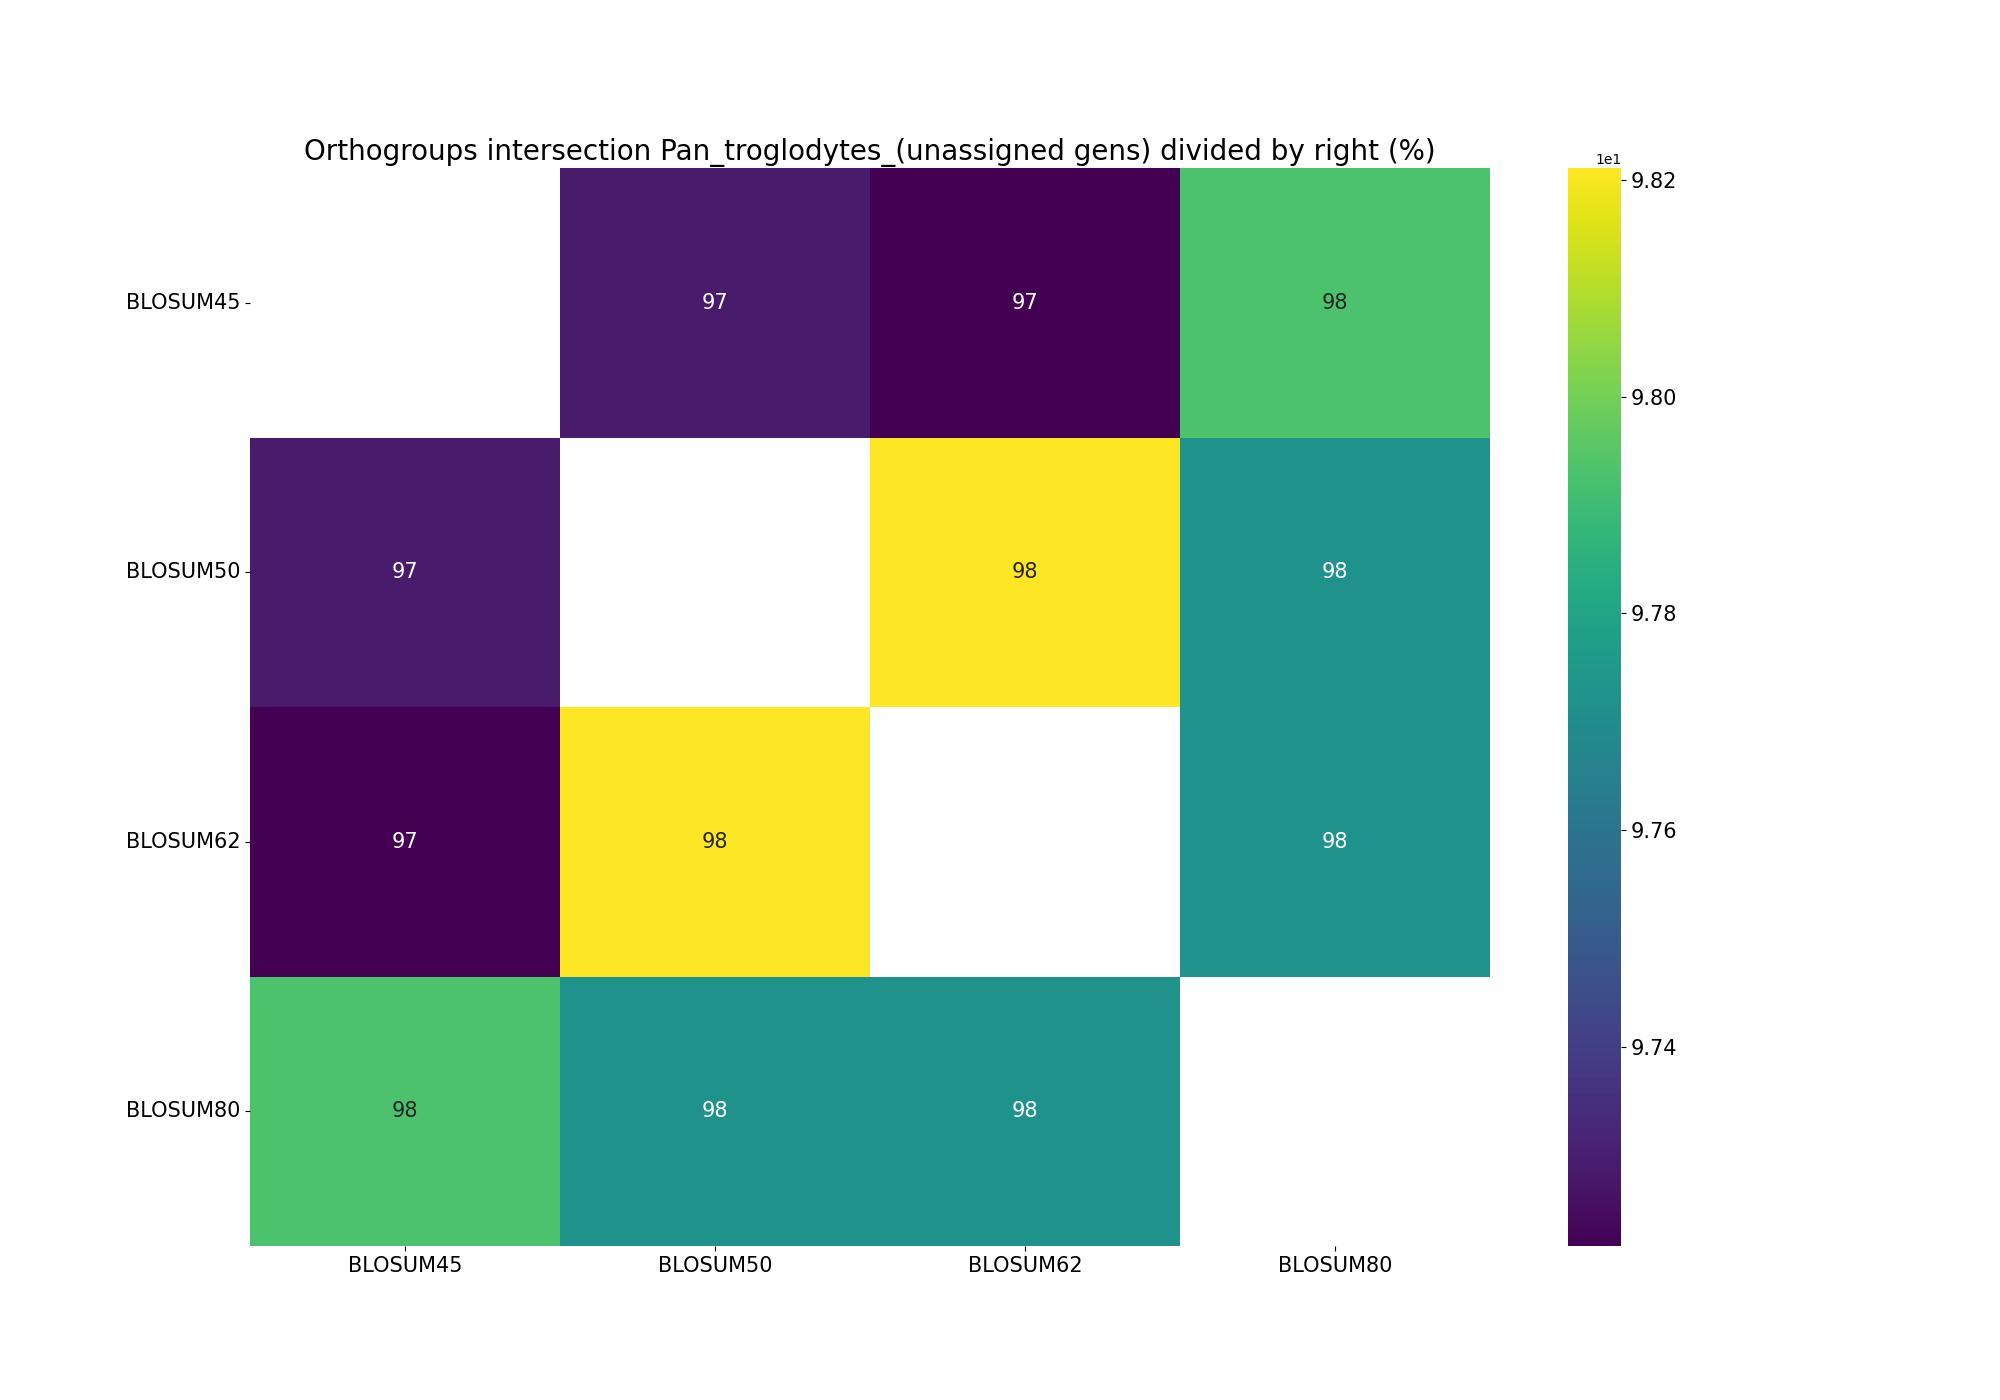 Orthogroups intersection Pan_troglodytes_(unassigned gens) divided by right (%)
1e1
9.82
9.80
9.78
9.76
9.74
BLOSUM45 97 97 98
BLOSUM50 97 98 98
BLOSUM62 97 98 98
BLOSUM80 98 98 98
BLOSUM45 BLOSUM50 BLOSUM62 BLOSUM80